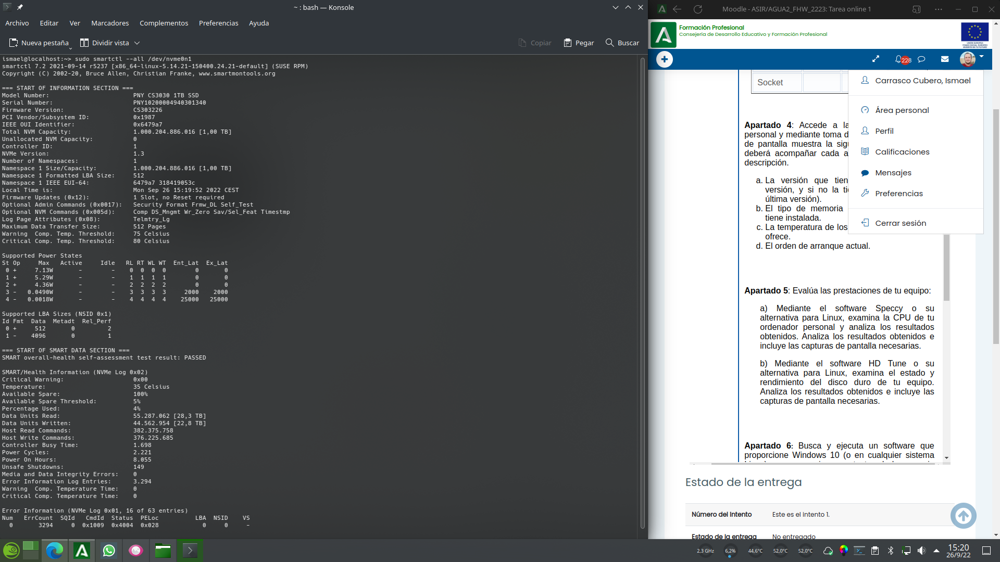 ~ : bash — Konsole
Archivo Editar Ver Marcadores Complementos Preferencias Ayuda
Nueva pestaña Dividir vista Copiar Pegar Buscar
ismael@localhost:~> sudo smartctl --all /dev/nvme0n1
smartctl 7.2 2021-09-14 r5237 [x86_64-linux-5.14.21-150400.24.21-default] (SUSE RPM)
Copyright (C) 2002-20, Bruce Allen, Christian Franke, www.smartmontools.org
=== START OF INFORMATION SECTION ===
Model Number: PNY CS3030 1TB SSD
Serial Number: PNY10200004940301340
Firmware Version: CS303226
PCI Vendor/Subsystem ID: 0x1987
IEEE OUI Identifier: 0x6479a7
Total NVM Capacity: 1.000.204.886.016 [1,00 TB]
Unallocated NVM Capacity: 0
Controller ID: 1
NVMe Version: 1.3
Number of Namespaces: 1
Namespace 1 Size/Capacity: 1.000.204.886.016 [1,00 TB]
Namespace 1 Formatted LBA Size: 512
Namespace 1 IEEE EUI-64: 6479a7 318419053c
Local Time is: Mon Sep 26 15:19:52 2022 CEST
Firmware Updates (0x12): 1 Slot, no Reset required
Optional Admin Commands (0x0017): Security Format Frmw_DL Self_Test
Optional NVM Commands (0x005d): Comp DS_Mngmt Wr_Zero Sav/Sel_Feat Timestmp
Log Page Attributes (0x08): Telmtry_Lg
Maximum Data Transfer Size: 512 Pages
Warning Comp. Temp. Threshold: 75 Celsius
Critical Comp. Temp. Threshold: 80 Celsius
Supported Power States
St Op Max Active Idle RL RT WL WT Ent_Lat Ex_Lat
0 + 7.13W - - 0 0 0 0 0 0
1 + 5.29W - - 1 1 1 1 0 0
2 + 4.36W - - 2 2 2 2 0 0
3 - 0.0490W - - 3 3 3 3 2000 2000
4 - 0.0018W - - 4 4 4 4 25000 25000
Supported LBA Sizes (NSID 0x1)
Id Fmt Data Metadt Rel_Perf
0 + 512 0 2
1 - 4096 0 1
=== START OF SMART DATA SECTION ===
SMART overall-health self-assessment test result: PASSED
SMART/Health Information (NVMe Log 0x02)
Critical Warning: 0x00
Temperature: 35 Celsius
Available Spare: 100%
Available Spare Threshold: 5%
Percentage Used: 4%
Data Units Read: 55.287.062 [28,3 TB]
Data Units Written: 44.562.954 [22,8 TB]
Host Read Commands: 382.375.758
Host Write Commands: 376.225.685
Controller Busy Time: 1.698
Power Cycles: 2.221
Power On Hours: 8.055
Unsafe Shutdowns: 149
Media and Data Integrity Errors: 0
Error Information Log Entries: 3.294
Warning Comp. Temperature Time: 0
Critical Comp. Temperature Time: 0
Error Information (NVMe Log 0x01, 16 of 63 entries)
Num ErrCount SQId CmdId Status PELoc LBA NSID VS
0 3294 0 0x1009 0x4004 0x028 0 0 -
Moodle - ASIR/AGUA2_FHW_2223: Tarea online 1
Formación Profesional
Consejería de Desarrollo Educativo y Formación Profesional
228
Socket
Carrasco Cubero, Ismael
Área personal
Perfil
Calificaciones
Mensajes
Preferencias
Cerrar sesión
Apartado 4: Accede a la
personal y mediante toma d
de pantalla muestra la sig
deberá acompañar cada a
descripción.
a. La versión que tien
versión, y si no la ti
última versión).
b. El tipo de memoria
tiene instalada.
c. La temperatura de los
ofrece.
d. El orden de arranque actual.
Apartado 5: Evalúa las prestaciones de tu equipo:
a) Mediante el software Speccy o su
alternativa para Linux, examina la CPU de tu
ordenador personal y analiza los resultados
obtenidos. Analiza los resultados obtenidos e
incluye las capturas de pantalla necesarias.
b) Mediante el software HD Tune o su
alternativa para Linux, examina el estado y
rendimiento del disco duro de tu equipo.
Analiza los resultados obtenidos e incluye las
capturas de pantalla necesarias.
Apartado 6: Busca y ejecuta un software que
proporcione Windows 10 (o en cualquier sistema
Estado de la entrega
Número del intento Este es el intento 1.
Estado de la entrega No entregado
2,3 GHz 6,2% 44,6°C 52,0°C 52,0°C
15:20
26/9/22